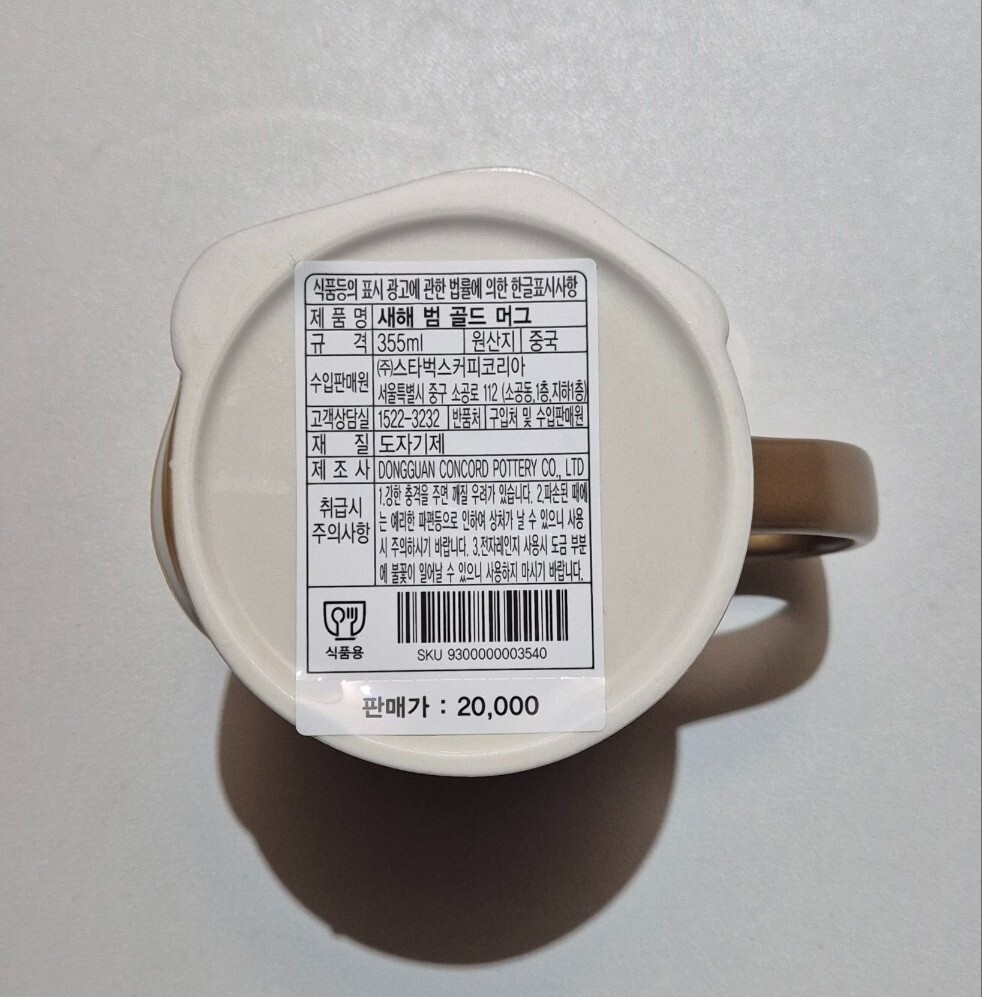 식품등의 표시 광고에 관한 법률에 의한 한글표시사항
제 품 명 새해 범 골드 머그
규 격 355ml 원산지 중국
수입판매원 ㈜스타벅스커피코리아
서울특별시 중구 소공로 112 (소공동,1층,지하1층)
고객상담실 1522-3232 반품처 구입처 및 수입판매원
재 질 도자기제
제 조 사 DONGGUAN CONCORD POTTERY CO., LTD
취급시 주의사항 1.강한 충격을 주면 깨질 우려가 있습니다. 2.파손된 때에
는 예리한 파편등으로 인하여 상처가 날 수 있으니 사용
시 주의하시기 바랍니다. 3.전자레인지 사용시 도금 부분
에 불꽃이 일어날 수 있으니 사용하지 마시기 바랍니다.
식품용
SKU 9300000003540
판매가 : 20,000